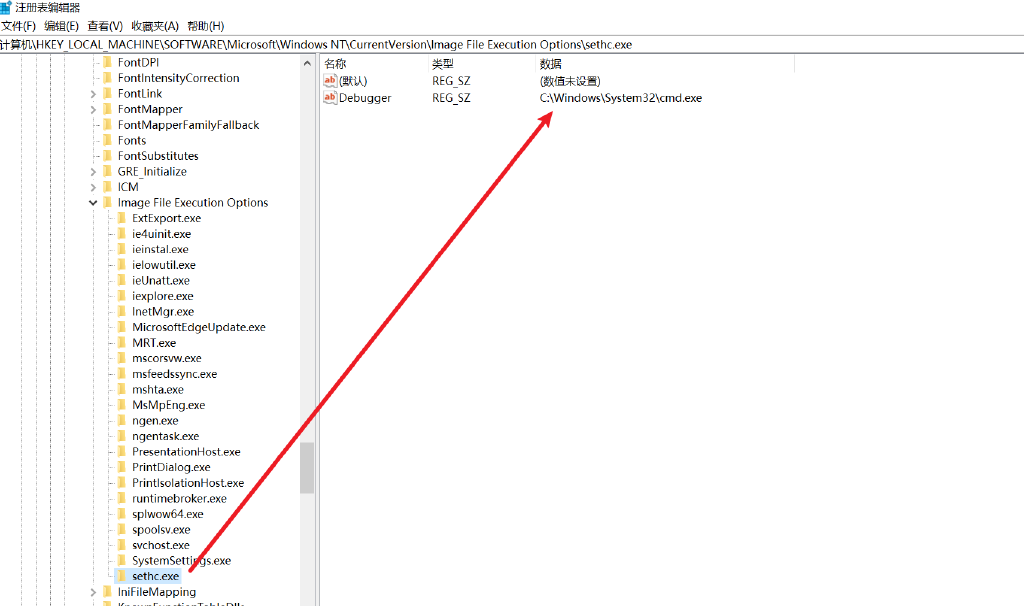 注册表编辑器
文件(F) 编辑(E) 查看(V) 收藏夹(A) 帮助(H)
计算机\HKEY_LOCAL_MACHINE\SOFTWARE\Microsoft\Windows NT\CurrentVersion\Image File Execution Options\sethc.exe
FontDPI
FontIntensityCorrection
FontLink
FontMapper
FontMapperFamilyFallback
Fonts
FontSubstitutes
GRE_Initialize
ICM
Image File Execution Options
ExtExport.exe
ie4uinit.exe
ieinstal.exe
ielowutil.exe
ieUnatt.exe
iexplore.exe
InetMgr.exe
MicrosoftEdgeUpdate.exe
MRT.exe
mscorsvw.exe
msfeedssync.exe
mshta.exe
MsMpEng.exe
ngen.exe
ngentask.exe
PresentationHost.exe
PrintDialog.exe
PrintIsolationHost.exe
runtimebroker.exe
splwow64.exe
spoolsv.exe
svchost.exe
SystemSettings.exe
sethc.exe
IniFileMapping
名称 类型 数据
ab (默认) REG_SZ (数值未设置)
ab Debugger REG_SZ C:\Windows\System32\cmd.exe